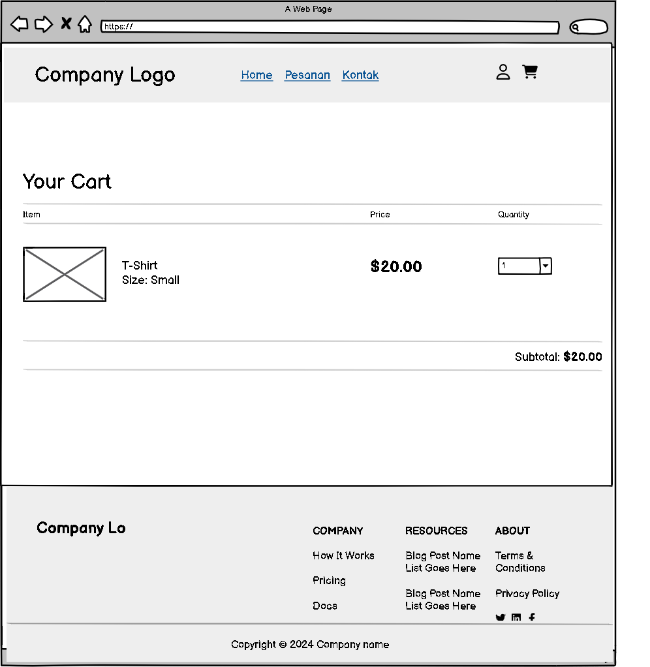 A Web Page
https://
Company Logo
Home Pesanan Kontak
Your Cart
Item Price Quantity
T-Shirt
Size: Small
$20.00
1
Subtotal: $20.00
Company Lo
COMPANY
How It Works
Pricing
Docs
RESOURCES
Blog Post Name
List Goes Here
Blog Post Name
List Goes Here
ABOUT
Terms &
Conditions
Privacy Policy
Copyright © 2024 Company name